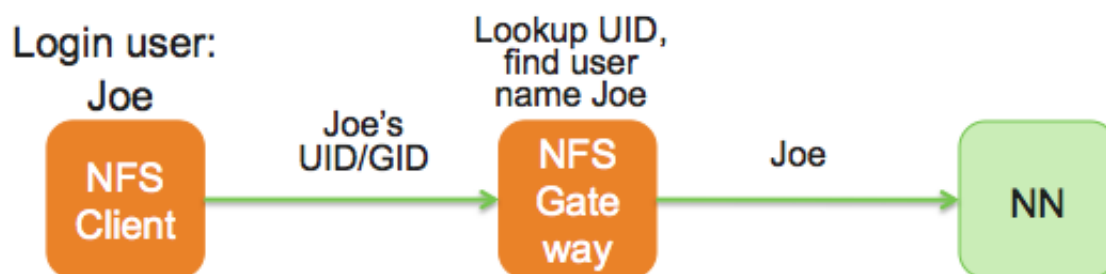 Login user:
Joe
NFS
Client
Joe's
UID/GID
Lookup UID,
find user
name Joe
NFS
Gate
way
Joe
NN